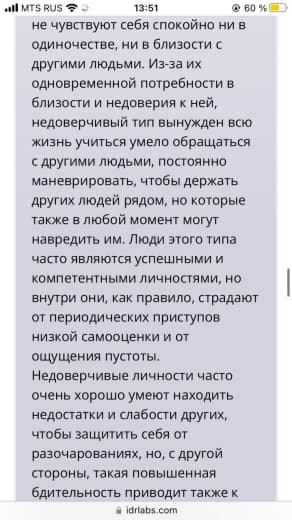 MTS RUS
13:51
60 %
не чувствуют себя спокойно ни в
одиночестве, ни в близости с
другими людьми. Из-за их
одновременной потребности в
близости и недоверия к ней,
недоверчивый тип вынужден всю
жизнь учиться умело обращаться
с другими людьми, постоянно
маневрировать, чтобы держать
других людей рядом, но которые
также в любой момент могут
навредить им. Люди этого типа
часто являются успешными и
компетентными личностями, но
внутри они, как правило, страдают
от периодических приступов
низкой самооценки и от
ощущения пустоты.
Недоверчивые личности часто
очень хорошо умеют находить
недостатки и слабости других,
чтобы защитить себя от
разочарованиях, но, с другой
стороны, такая повышенная
бдительность приводит также к
idrlabs.com